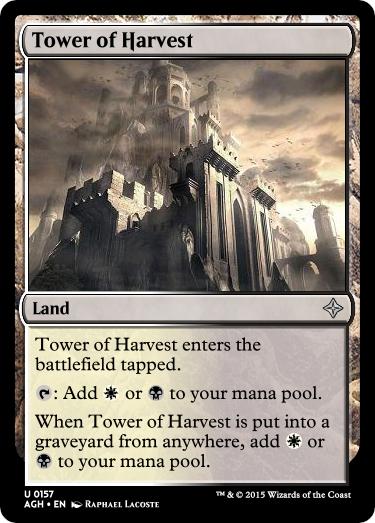 Tower of Harvest
Land
Tower of Harvest enters the
battlefield tapped.
: Add or to your mana pool.
When Tower of Harvest is put into a
graveyard from anywhere, add or
to your mana pool.
U 0157
AGH • EN Raphael Lacoste
™ & © 2015 Wizards of the Coast